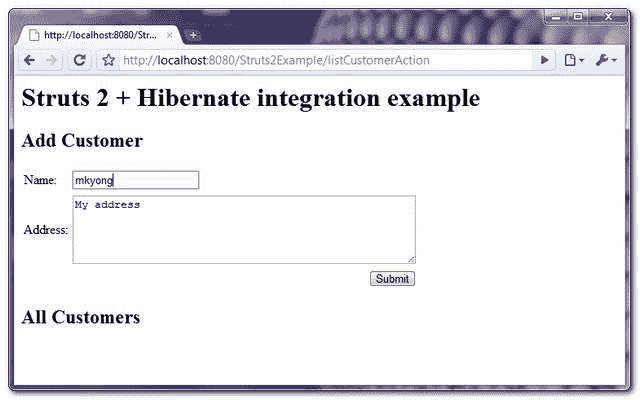 http://localhost:8080/Stru...
http://localhost:8080/Struts2Example/listCustomerAction
Struts 2 + Hibernate integration example
Add Customer
Name: mkyong
Address: My address
Submit
All Customers